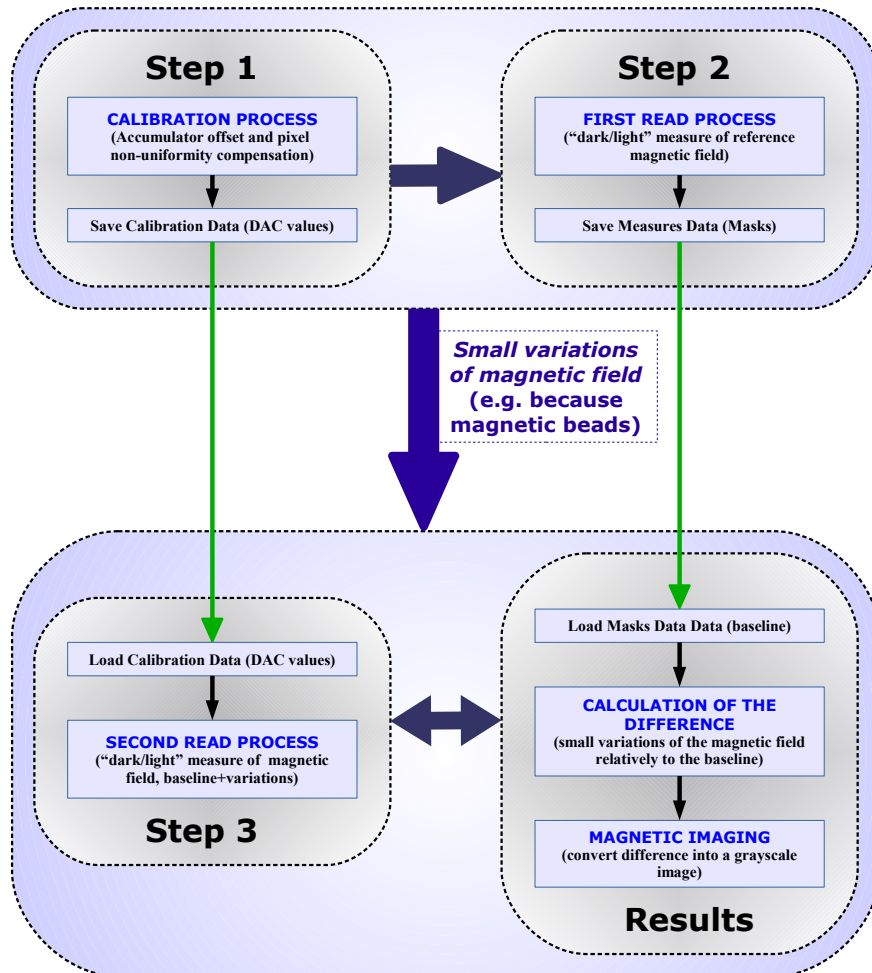 Step 1
CALIBRATION PROCESS
(Accumulator offset and pixel
non-uniformity compensation)
Save Calibration Data (DAC values)
Step 2
FIRST READ PROCESS
(“dark/light” measure of reference
magnetic field)
Save Measures Data (Masks)
Small variations
of magnetic field
(e.g. because
magnetic beads)
Load Calibration Data (DAC values)
SECOND READ PROCESS
(“dark/light” measure of magnetic
field, baseline+variations)
Step 3
Load Masks Data Data (baseline)
CALCULATION OF THE
DIFFERENCE
(small variations of the magnetic field
relatively to the baseline)
MAGNETIC IMAGING
(convert difference into a grayscale
image)
Results